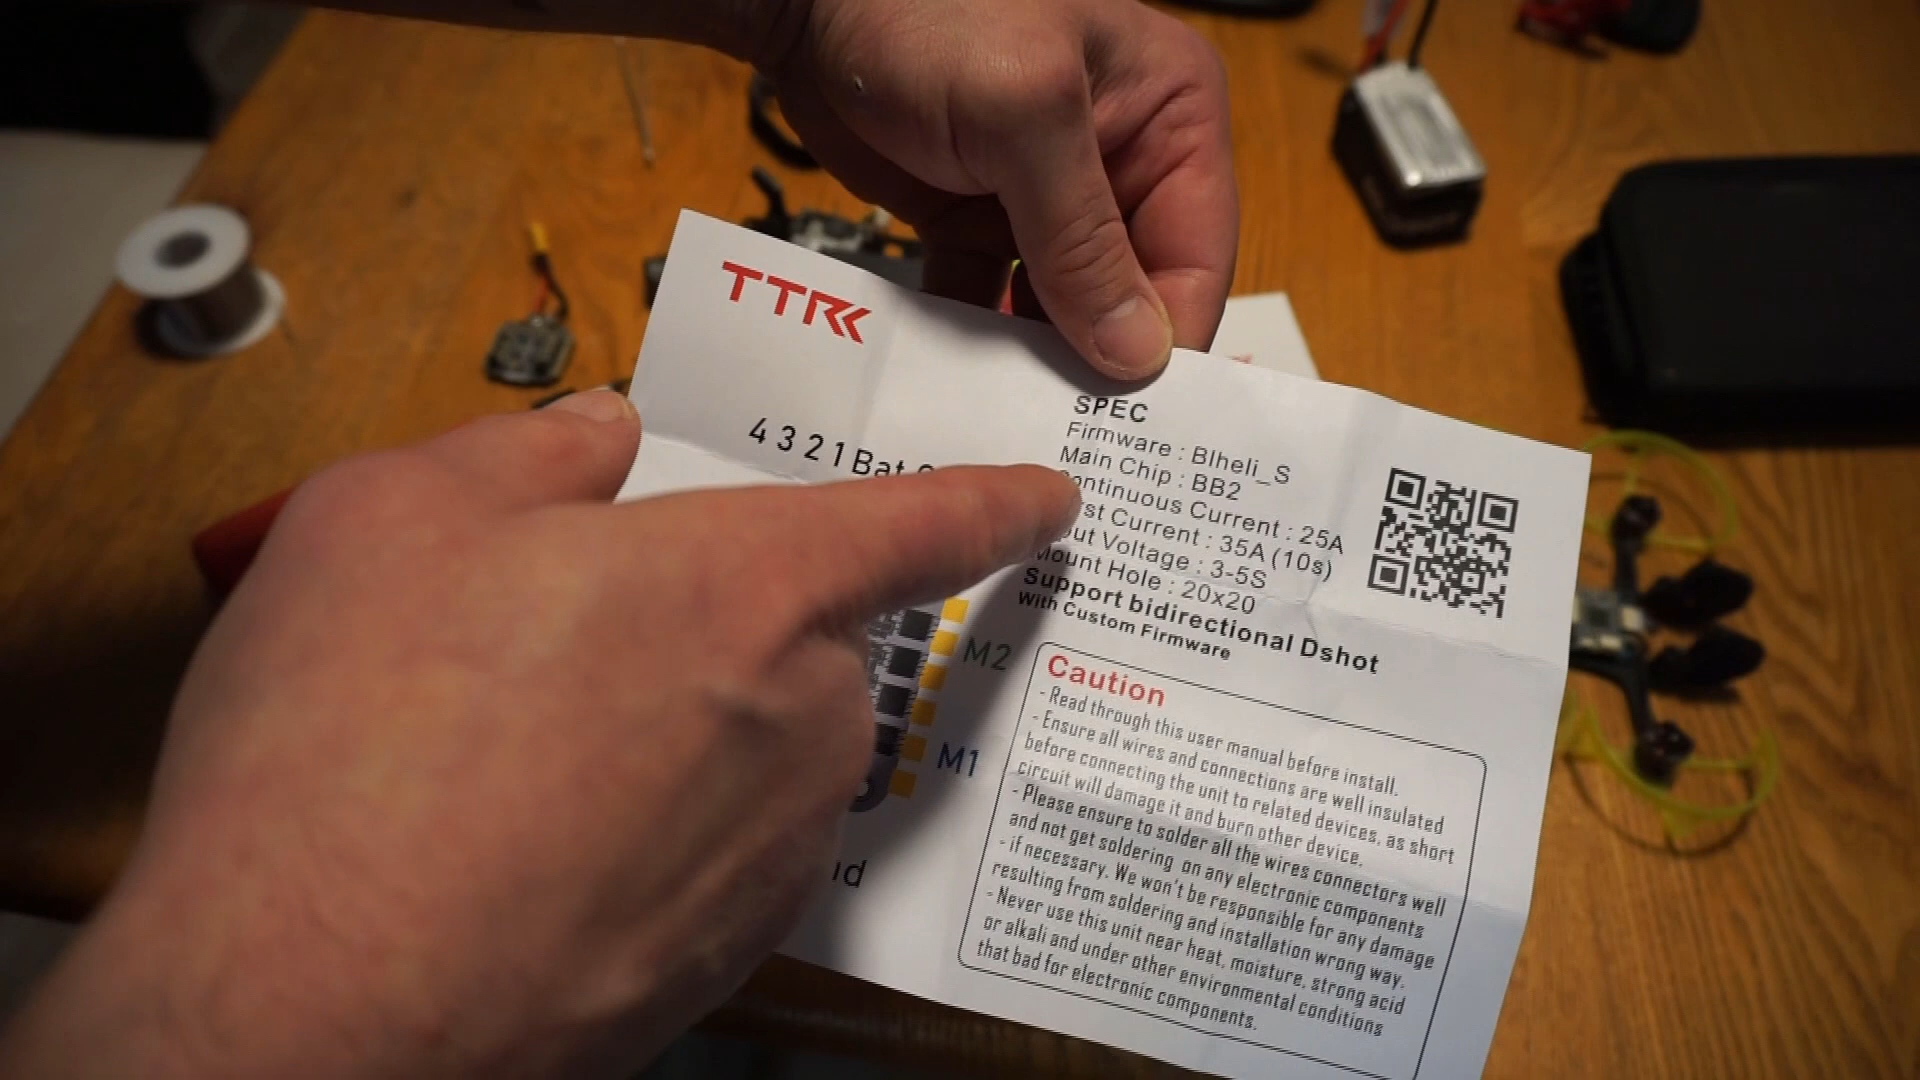 TTRK
4 3 2 1 Bat
SPEC
Firmware : Blheli_S
Main Chip : BB2
Continuous Current : 25A
Current : 35A (10s)
Voltage : 3-5S
Mount Hole : 20x20
Support bidirectional Dshot
With Custom Firmware
M2
M1
Caution
- Read through this user manual before install.
- Ensure all wires and connections are well insulated
before connecting the unit to related devices, as short
circuit will damage it and burn other device.
- Please ensure to solder all the wires connectors well
and not get soldering on any electronic components
- if necessary. We won't be responsible for any damage
resulting from soldering and installation wrong way.
- Never use this unit near heat, moisture, strong acid
or alkali and under other environmental conditions
that bad for electronic components.